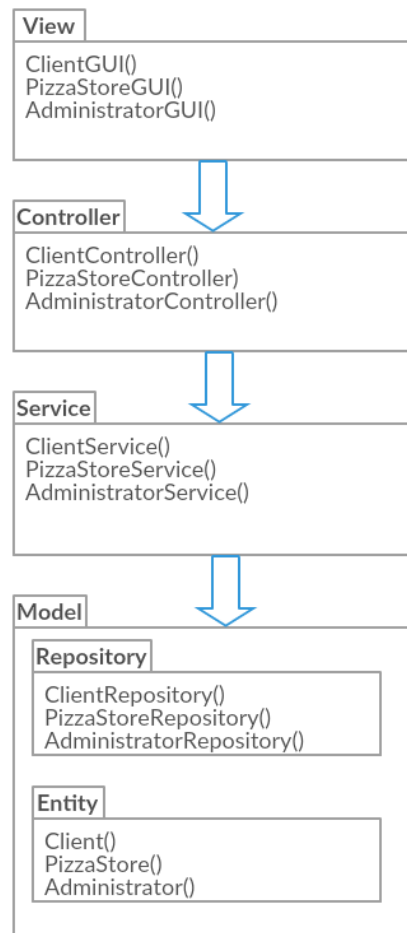 View
ClientGUI()
PizzaStoreGUI()
AdministratorGUI()
Controller
ClientController()
PizzaStoreController)
AdministratorController()
Service
ClientService()
PizzaStoreService()
AdministratorService()
Model
Repository
ClientRepository()
PizzaStoreRepository()
AdministratorRepository()
Entity
Client()
PizzaStore()
Administrator()